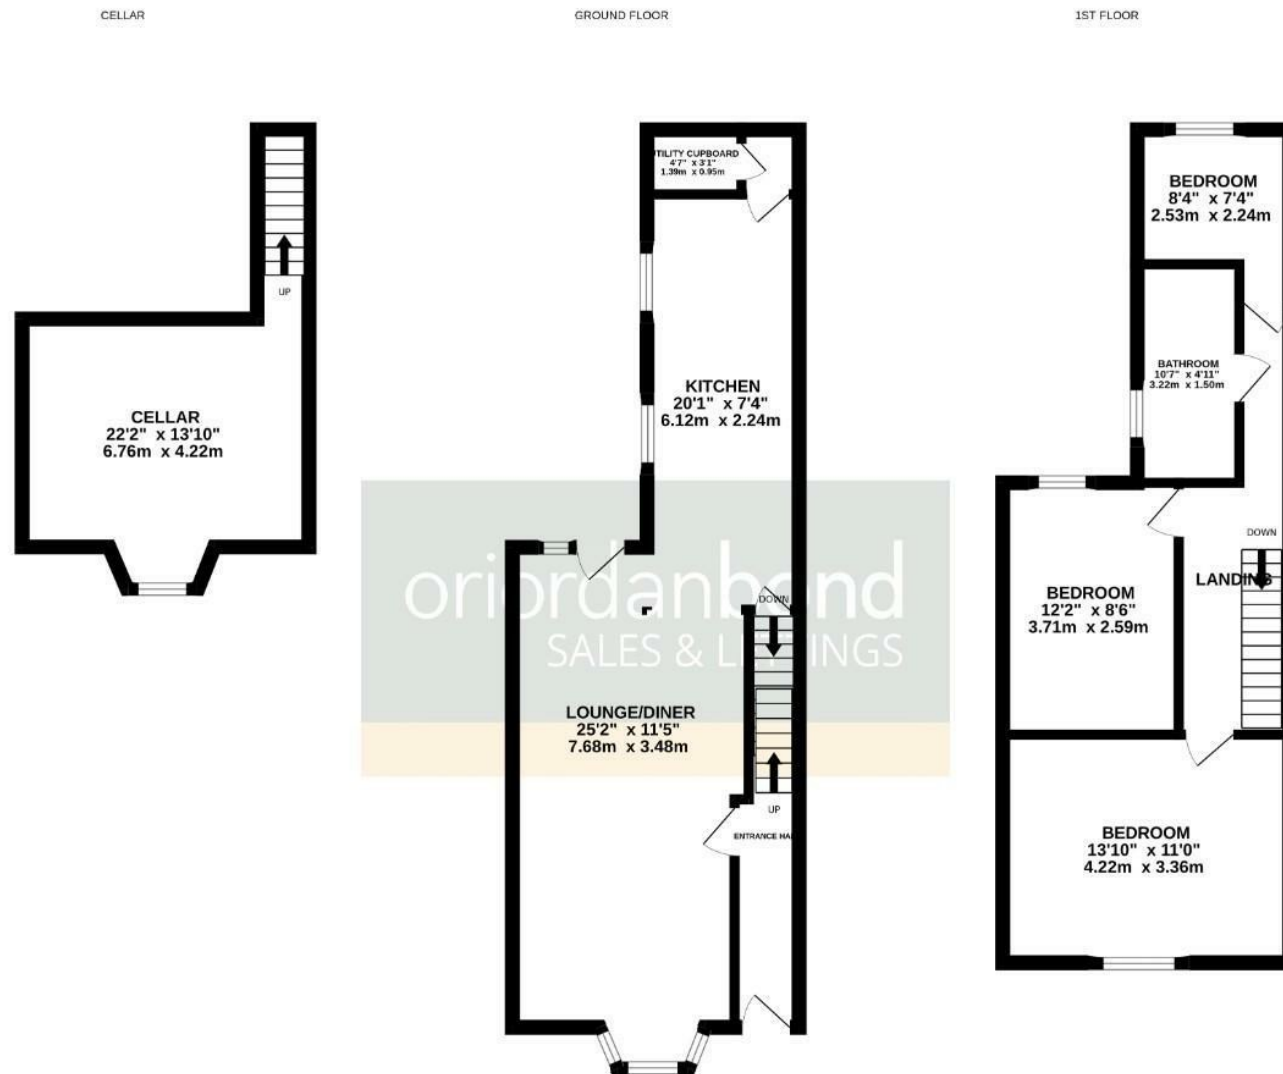 CELLAR
GROUND FLOOR
1ST FLOOR
UP
CELLAR
22'2" x 13'10"
6.76m x 4.22m
TILITY CUPBOARD
4'7" x 3'1"
1.39m x 0.95m
KITCHEN
20'1" x 7'4"
6.12m x 2.24m
oriordanbond
SALES & LETTINGS
DOWN
LOUNGE/DINER
25'2" x 11'5"
7.68m x 3.48m
UP
ENTRANCE HA
BEDROOM
8'4" x 7'4"
2.53m x 2.24m
BATHROOM
10'7" x 4'11"
3.22m x 1.50m
DOWN
LANDING
BEDROOM
12'2" x 8'6"
3.71m x 2.59m
BEDROOM
13'10" x 11'0"
4.22m x 3.36m